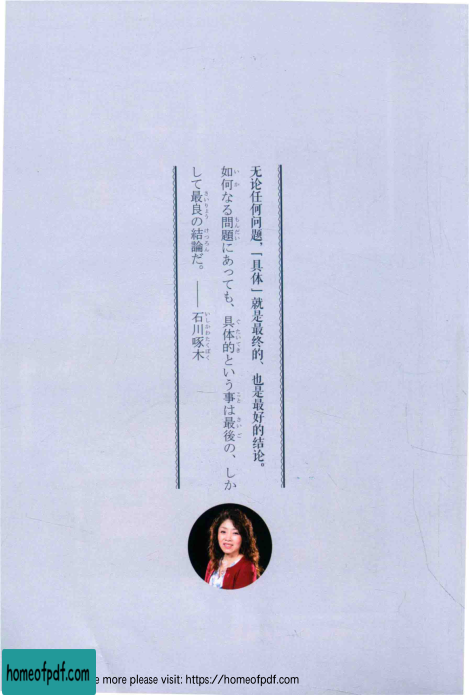 无论任何问题，「具体」就是最终的、也是最好的结论。
如何なる問題にあっても、具体的という事は最後の、しか
して最良の結論だ。 —— 石川啄木
homeofpdf.com
e more please visit: https://homeofpdf.com